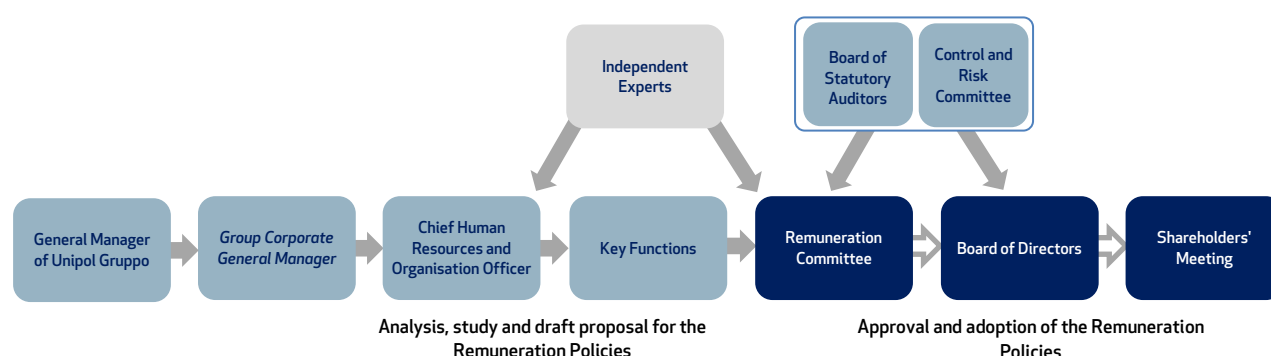 Independent
Experts
Board of
Statutory
Auditors
Control and
Risk
Committee
General Manager
of Unipol Gruppo
Group Corporate
General Manager
Chief Human
Resources and
Organisation Officer
Key Functions
Remuneration
Committee
Board of Directors
Shareholders'
Meeting
Analysis, study and draft proposal for the
Remuneration Policies
Approval and adoption of the Remuneration
Policies